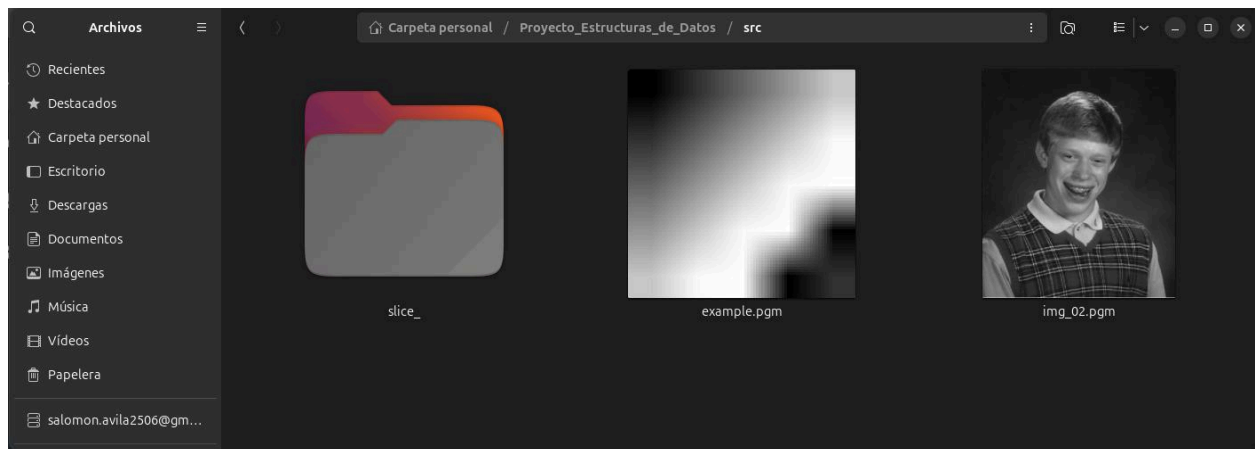 Archivos
Carpeta personal / Proyecto_Estructuras_de_Datos / src
Recientes
Destacados
Carpeta personal
Escritorio
Descargas
Documentos
Imágenes
Música
Vídeos
Papelera
salomon.avila2506@gm...
slice_
example.pgm
img_02.pgm